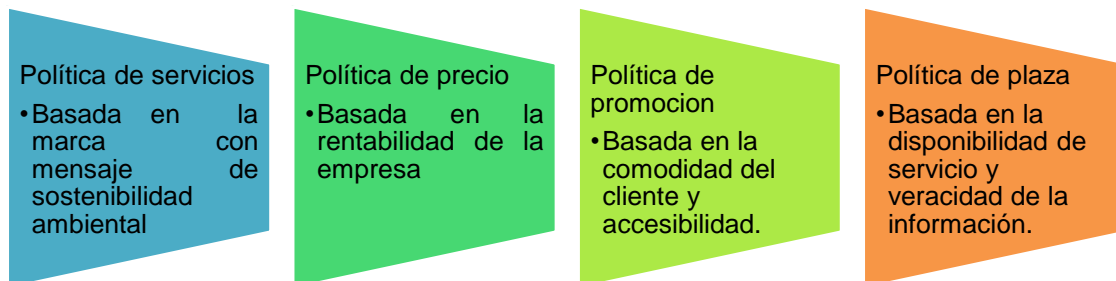 Política de servicios
•Basada en la
marca con
mensaje de
sostenibilidad
ambiental
Política de precio
•Basada en la
rentabilidad de la
empresa
Política de
promocion
•Basada en la
comodidad del
cliente y
accesibilidad.
Política de plaza
•Basada en la
disponibilidad de
servicio y
veracidad de la
información.